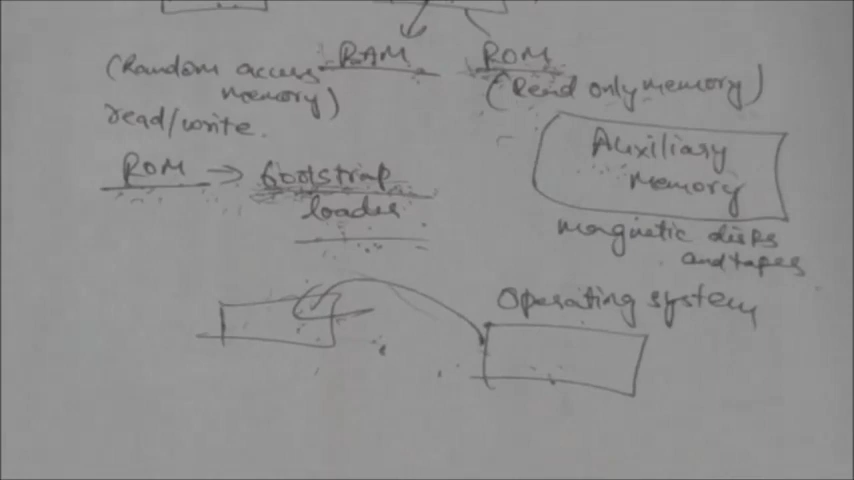 RAM ROM
(Random access
memory)
(Read only memory)
read/write.
Auxiliary
memory
ROM → bootstrap
loader
magnetic disks
and tapes
Operating system